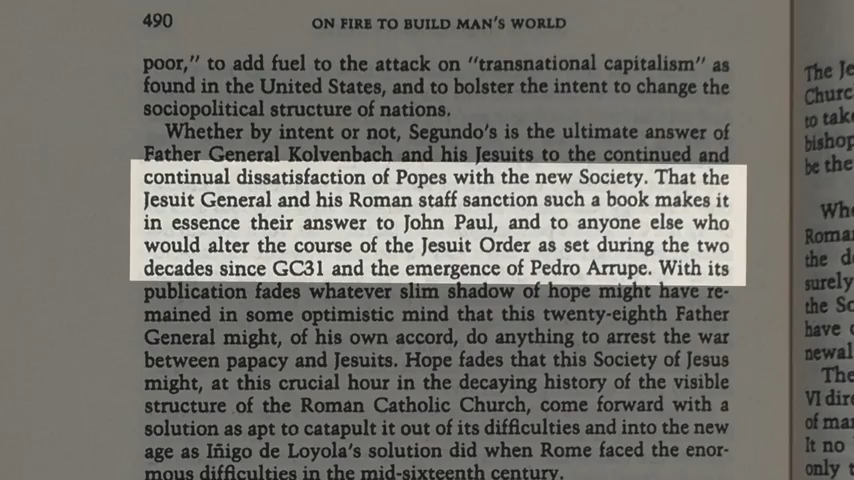 490
ON FIRE TO BUILD MAN'S WORLD
poor," to add fuel to the attack on "transnational capitalism" as
found in the United States, and to bolster the intent to change the
sociopolitical structure of nations.
Whether by intent or not, Segundo's is the ultimate answer of
Father General Kolvenbach and his Jesuits to the continued and
continual dissatisfaction of Popes with the new Society. That the
Jesuit General and his Roman staff sanction such a book makes it
in essence their answer to John Paul, and to anyone else who
would alter the course of the Jesuit Order as set during the two
decades since GC31 and the emergence of Pedro Arrupe. With its
publication fades whatever slim shadow of hope might have re-
mained in some optimistic mind that this twenty-eighth Father
General might, of his own accord, do anything to arrest the war
between papacy and Jesuits. Hope fades that this Society of Jesus
might, at this crucial hour in the decaying history of the visible
structure of the Roman Catholic Church, come forward with a
solution as apt to catapult it out of its difficulties and into the new
age as Iñigo de Loyola's solution did when Rome faced the enor-
mous difficulties in the mid-sixteenth century.
The Je
Churc
to take
bishop
be the
Whe
Roma
the d
surely
the So
have
newal
The
VI dire
of ma
It no
only t